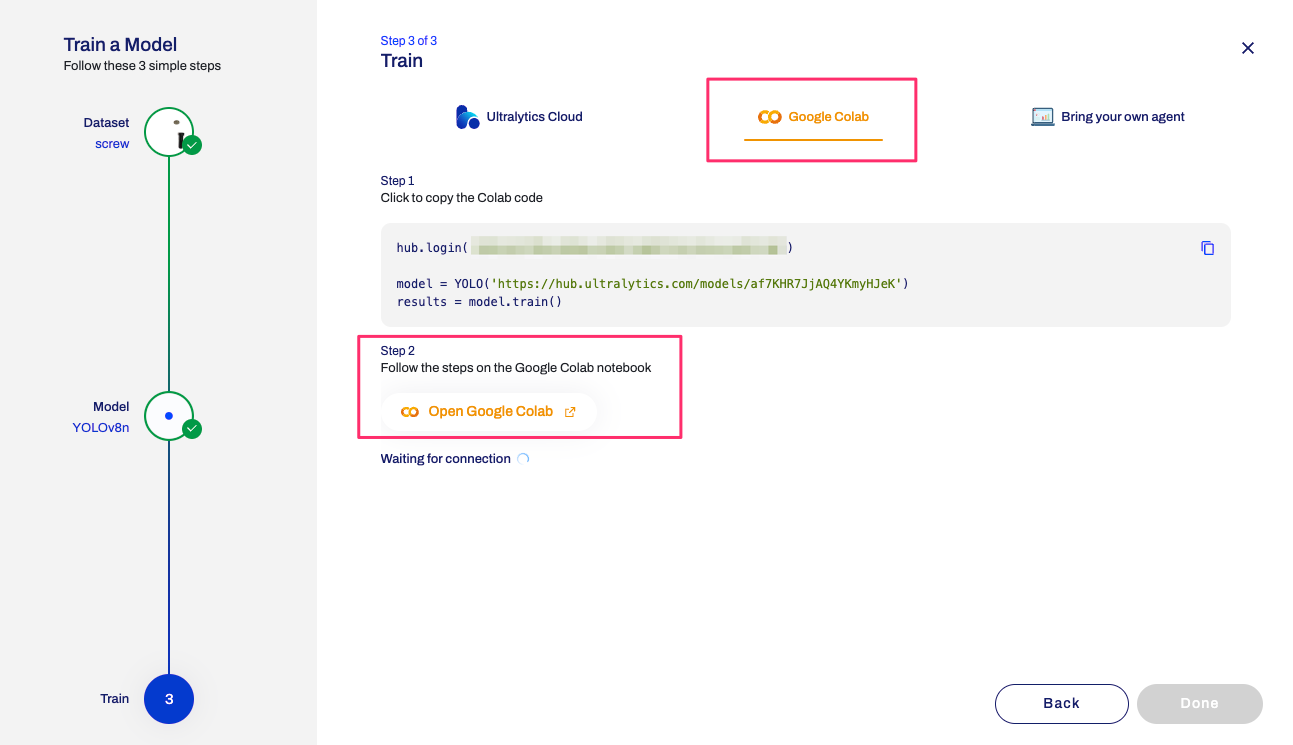 Train a Model
Follow these 3 simple steps
Dataset
screw
Model
YOLOv8n
Train
3
Step 3 of 3
Train
Ultralytics Cloud
Google Colab
Bring your own agent
Step 1
Click to copy the Colab code
hub.login( )
model = YOLO('https://hub.ultralytics.com/models/af7KHR7JjAQ4YKmyHJeK')
results = model.train()
Step 2
Follow the steps on the Google Colab notebook
Open Google Colab
Waiting for connection
Back
Done